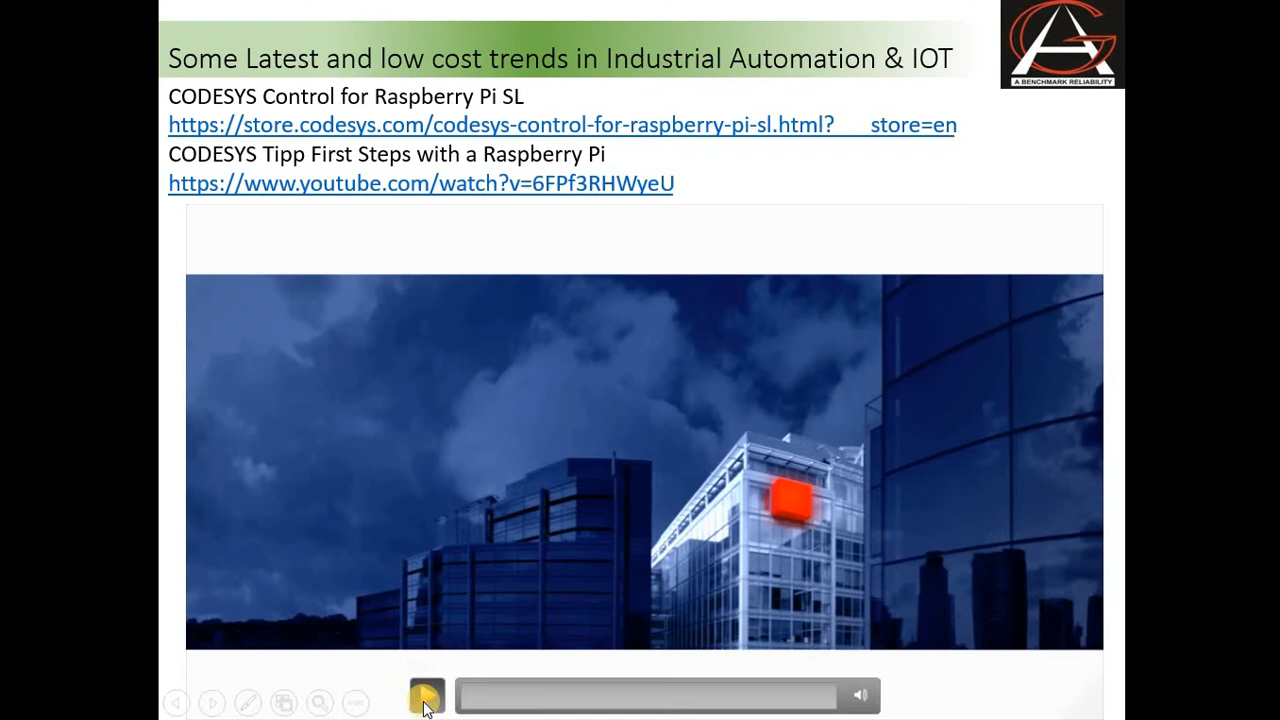 Some Latest and low cost trends in Industrial Automation & IOT
A BENCHMARK RELIABILITY
CODESYS Control for Raspberry Pi SL
https://store.codesys.com/codesys-control-for-raspberry-pi-sl.html?___store=en
CODESYS Tipp First Steps with a Raspberry Pi
https://www.youtube.com/watch?v=6FPf3RHWyeU